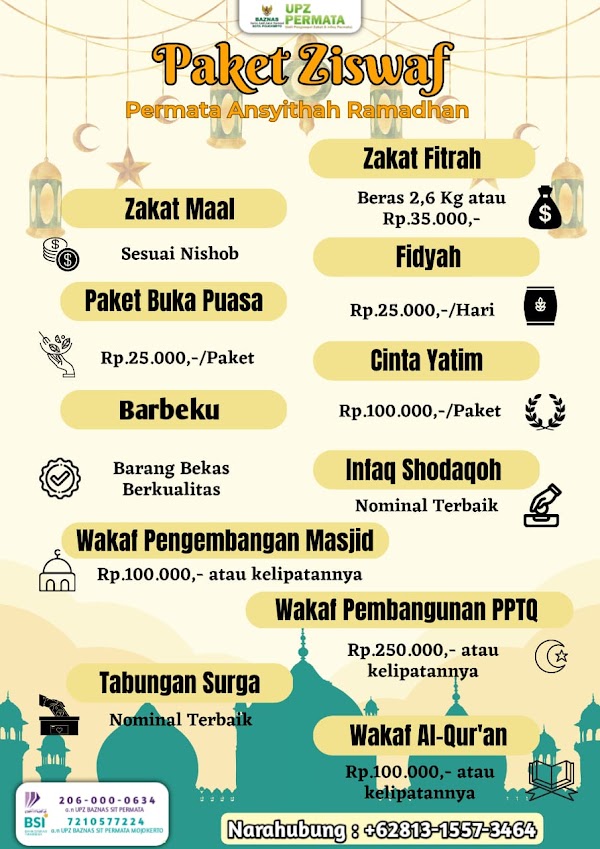 BAZNAS
UPZ
PERMATA
Paket Ziswaf
Permata Ansyithah Ramadhan
Zakat Fitrah
Beras 2,6 Kg atau
Rp.35.000,-
Zakat Maal
Sesuai Nishob
Fidyah
Rp.25.000,-/Hari
Paket Buka Puasa
Rp.25.000,-/Paket
Cinta Yatim
Rp.100.000,-/Paket
Barbeku
Barang Bekas
Berkualitas
Infaq Shodaqoh
Nominal Terbaik
Wakaf Pengembangan Masjid
Rp.100.000,- atau kelipatannya
Wakaf Pembangunan PPTQ
Rp.250.000,- atau
kelipatannya
Tabungan Surga
Nominal Terbaik
Wakaf Al-Qur'an
Rp.100.000,- atau
kelipatannya
permata
206-000-0634
a.n UPZ BAZNAS SIT PERMATA
BSI
7210577224
a.n UPZ BAZNAS SIT PERMATA MOJOKERTO
Narahubung : +62813-1557-3464